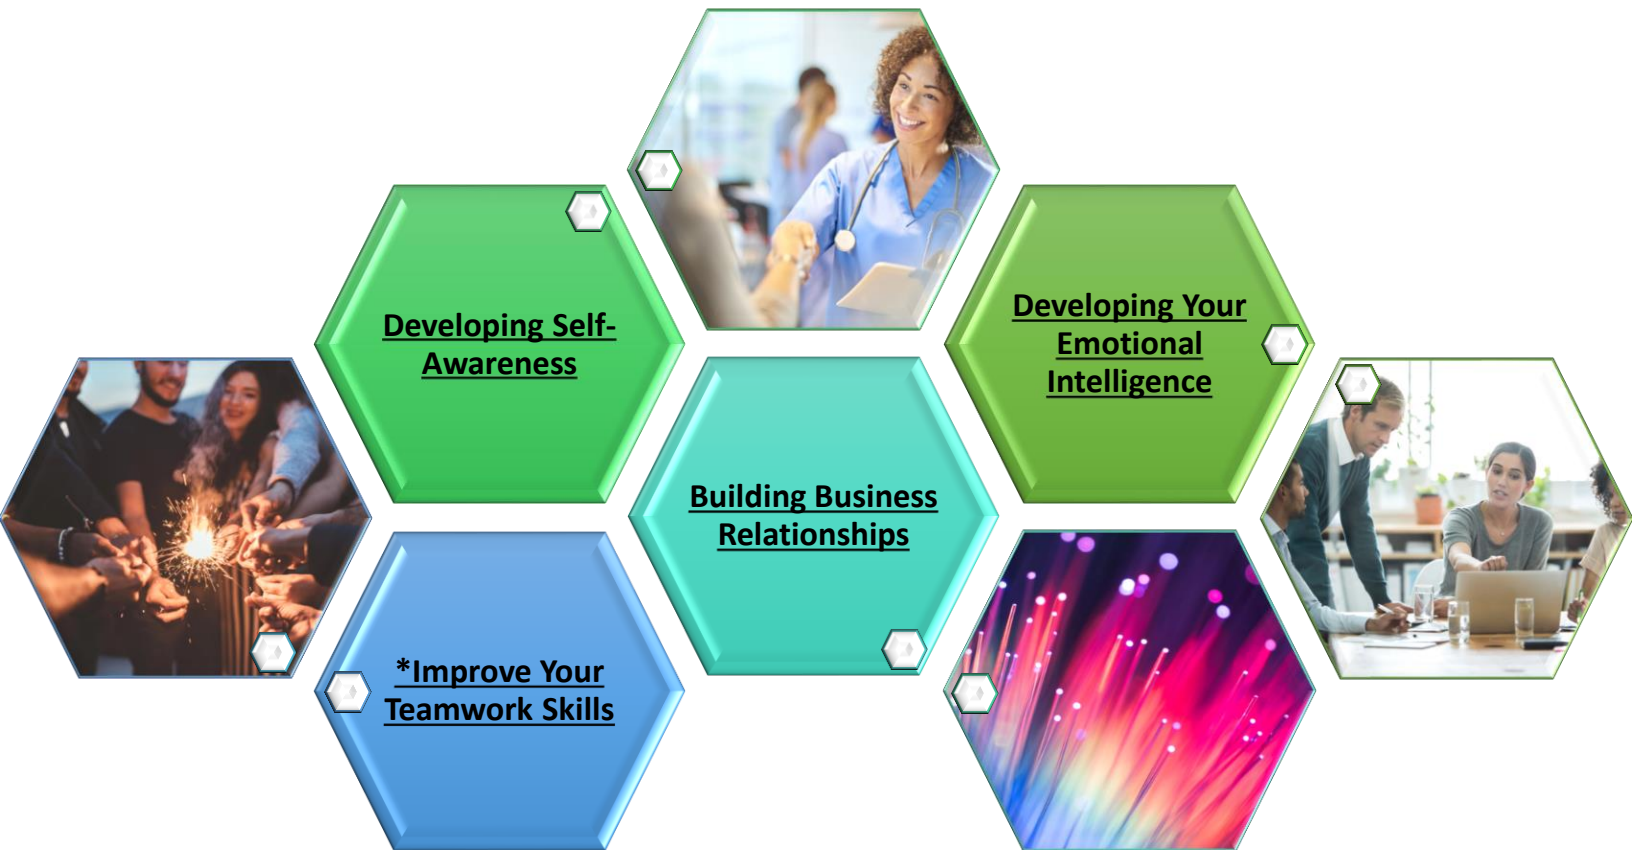 Developing Self-
Awareness
Developing Your
Emotional
Intelligence
Building Business
Relationships
*Improve Your
Teamwork Skills